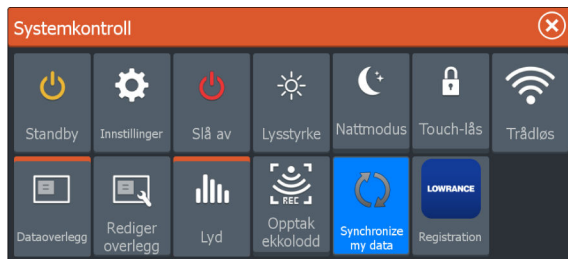 Systemkontroll
Standby
Innstillinger
Slå av
Lysstyrke
Nattmodus
Touch-lås
Trådløs
REC
LOWRANCE
Dataoverlegg
Rediger
overlegg
Lyd
Opptak
ekkolodd
Synchronize
my data
Registration